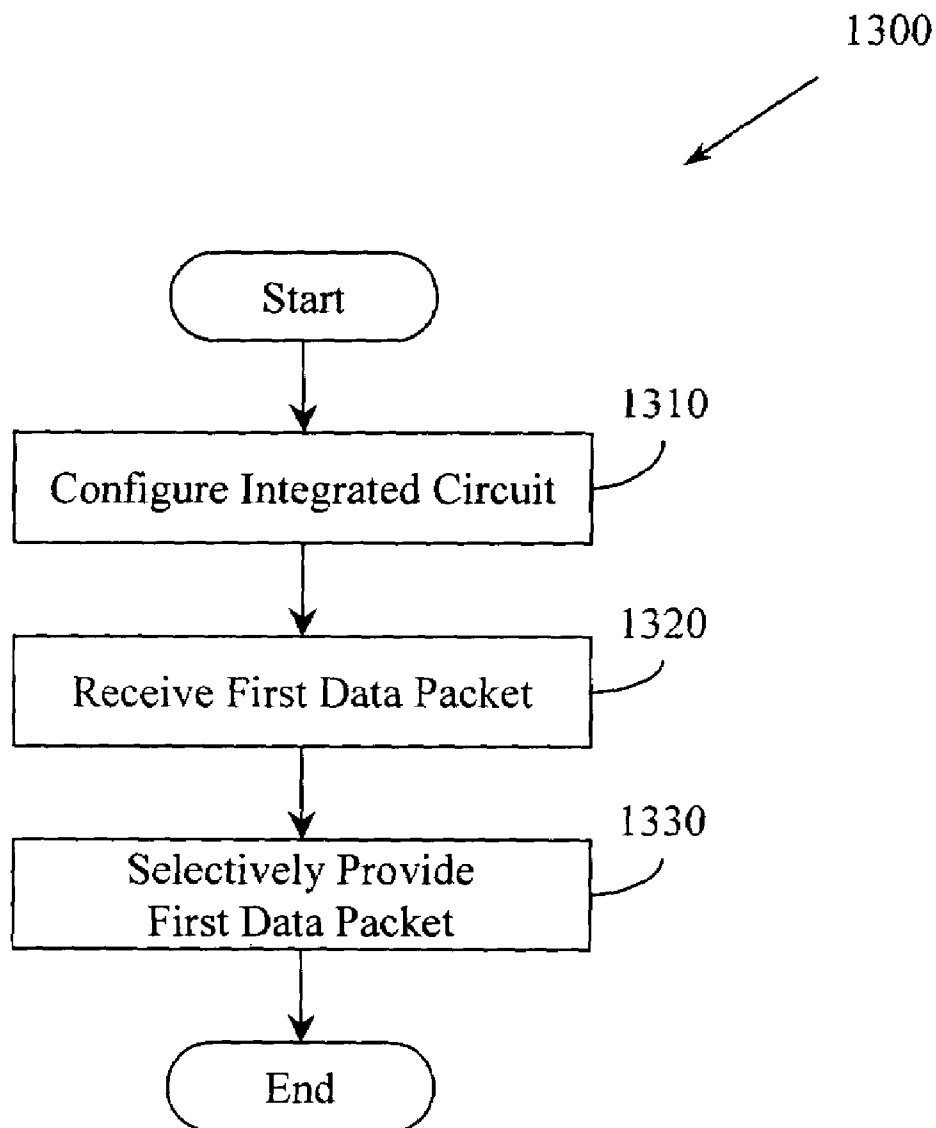 1300
Start
1310
Configure Integrated Circuit
1320
Receive First Data Packet
1330
Selectively Provide
First Data Packet
End